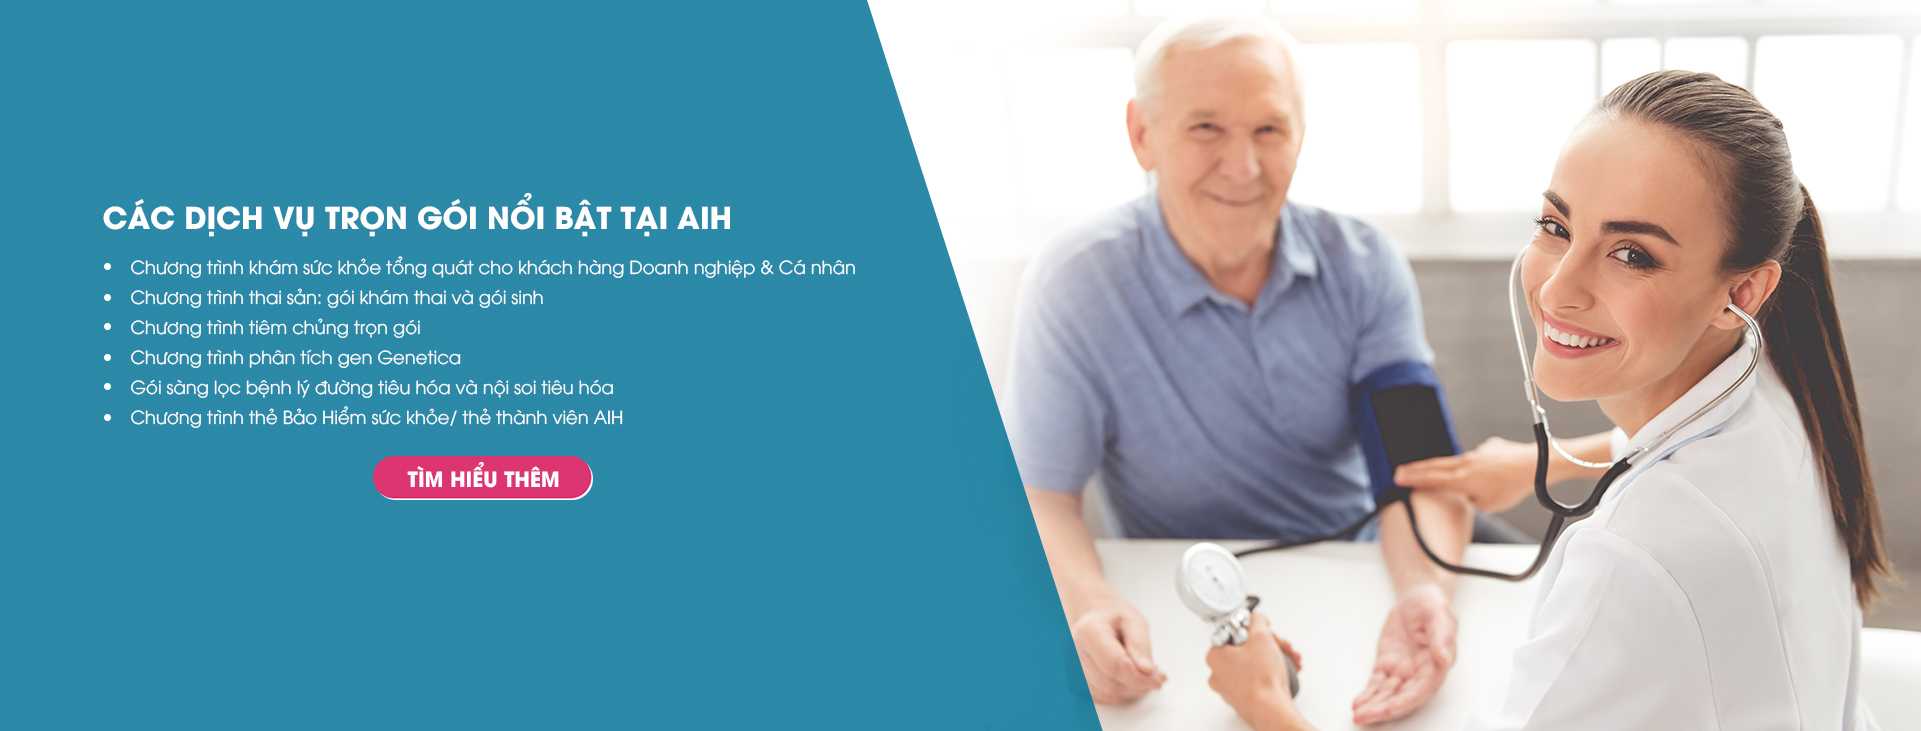 CÁC DỊCH VỤ TRỌN GÓI NỔI BẬT TẠI AIH
• Chương trình khám sức khỏe tổng quát cho khách hàng Doanh nghiệp & Cá nhân
• Chương trình thai sản: gói khám thai và gói sinh
• Chương trình tiêm chủng trọn gói
• Chương trình phân tích gen Genetica
• Gói sàng lọc bệnh lý đường tiêu hóa và nội soi tiêu hóa
• Chương trình thẻ Bảo Hiểm sức khỏe/ thẻ thành viên AIH
TÌM HIỂU THÊM